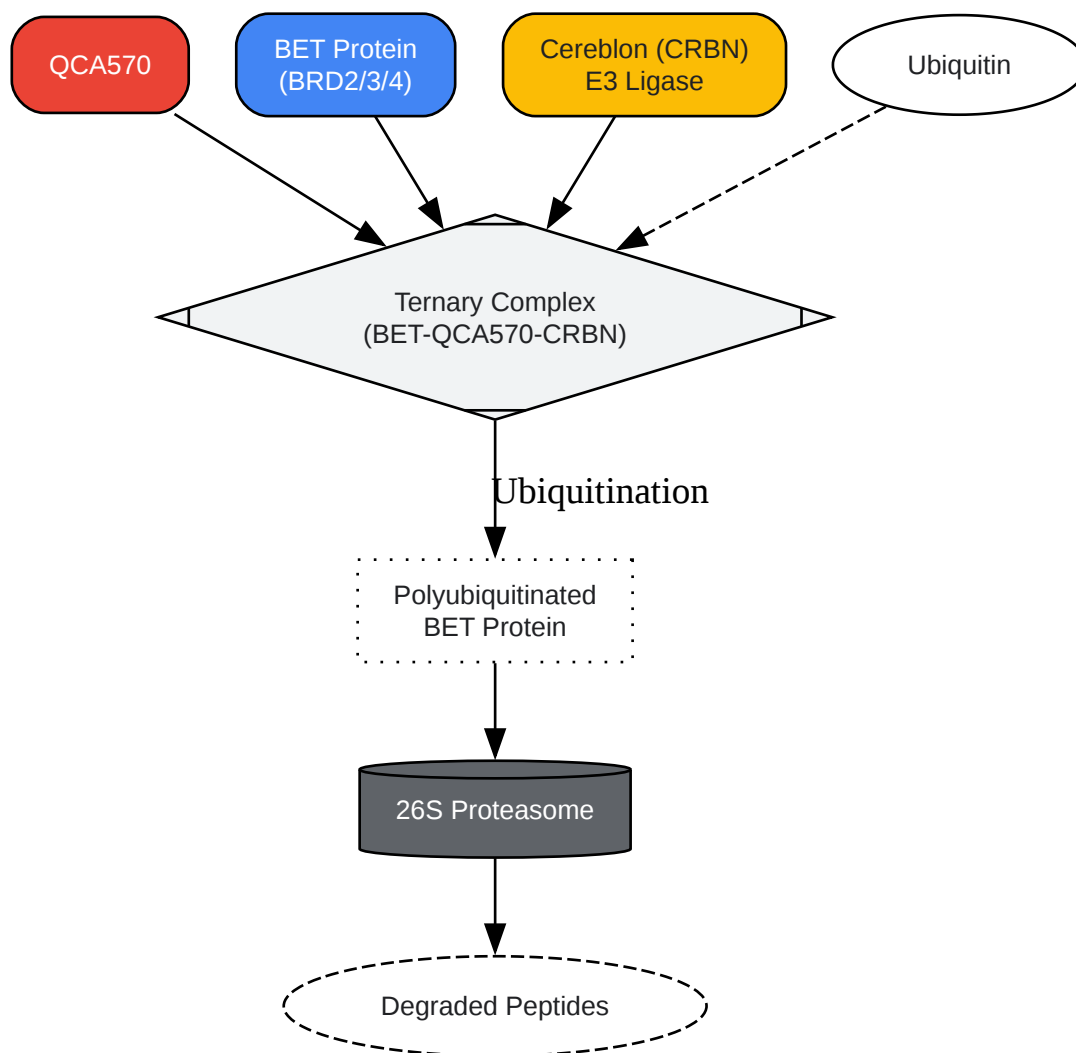 QCA570
BET Protein
(BRD2/3/4)
Cereblon (CRBN)
E3 Ligase
Ubiquitin
Ternary Complex
(BET-QCA570-CRBN)
Ubiquitination
Polyubiquitinated
BET Protein
26S Proteasome
Degraded Peptides